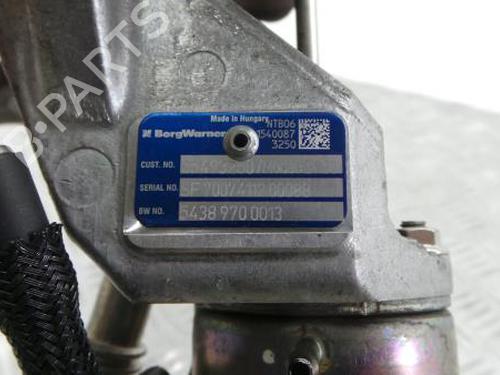 B-PARTS
Made in Hungary
NTB06
BorgWarner
1540087
3250
CUST. NO.
SERIAL NO.
BW NO. 5438 970 0013